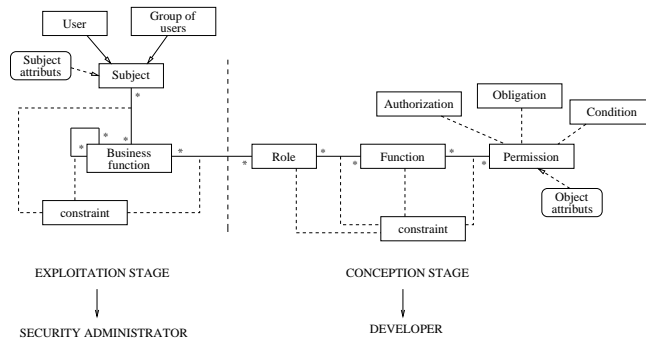 User
Group of
users
Subject
attributs
Subject
*
Authorization
Obligation
Condition
*
*
*
Business
function
*
*
Role
*
*
Function
*
*
Permission
Object
attributs
constraint
constraint
EXPLOITATION STAGE
CONCEPTION STAGE
SECURITY ADMINISTRATOR
DEVELOPER